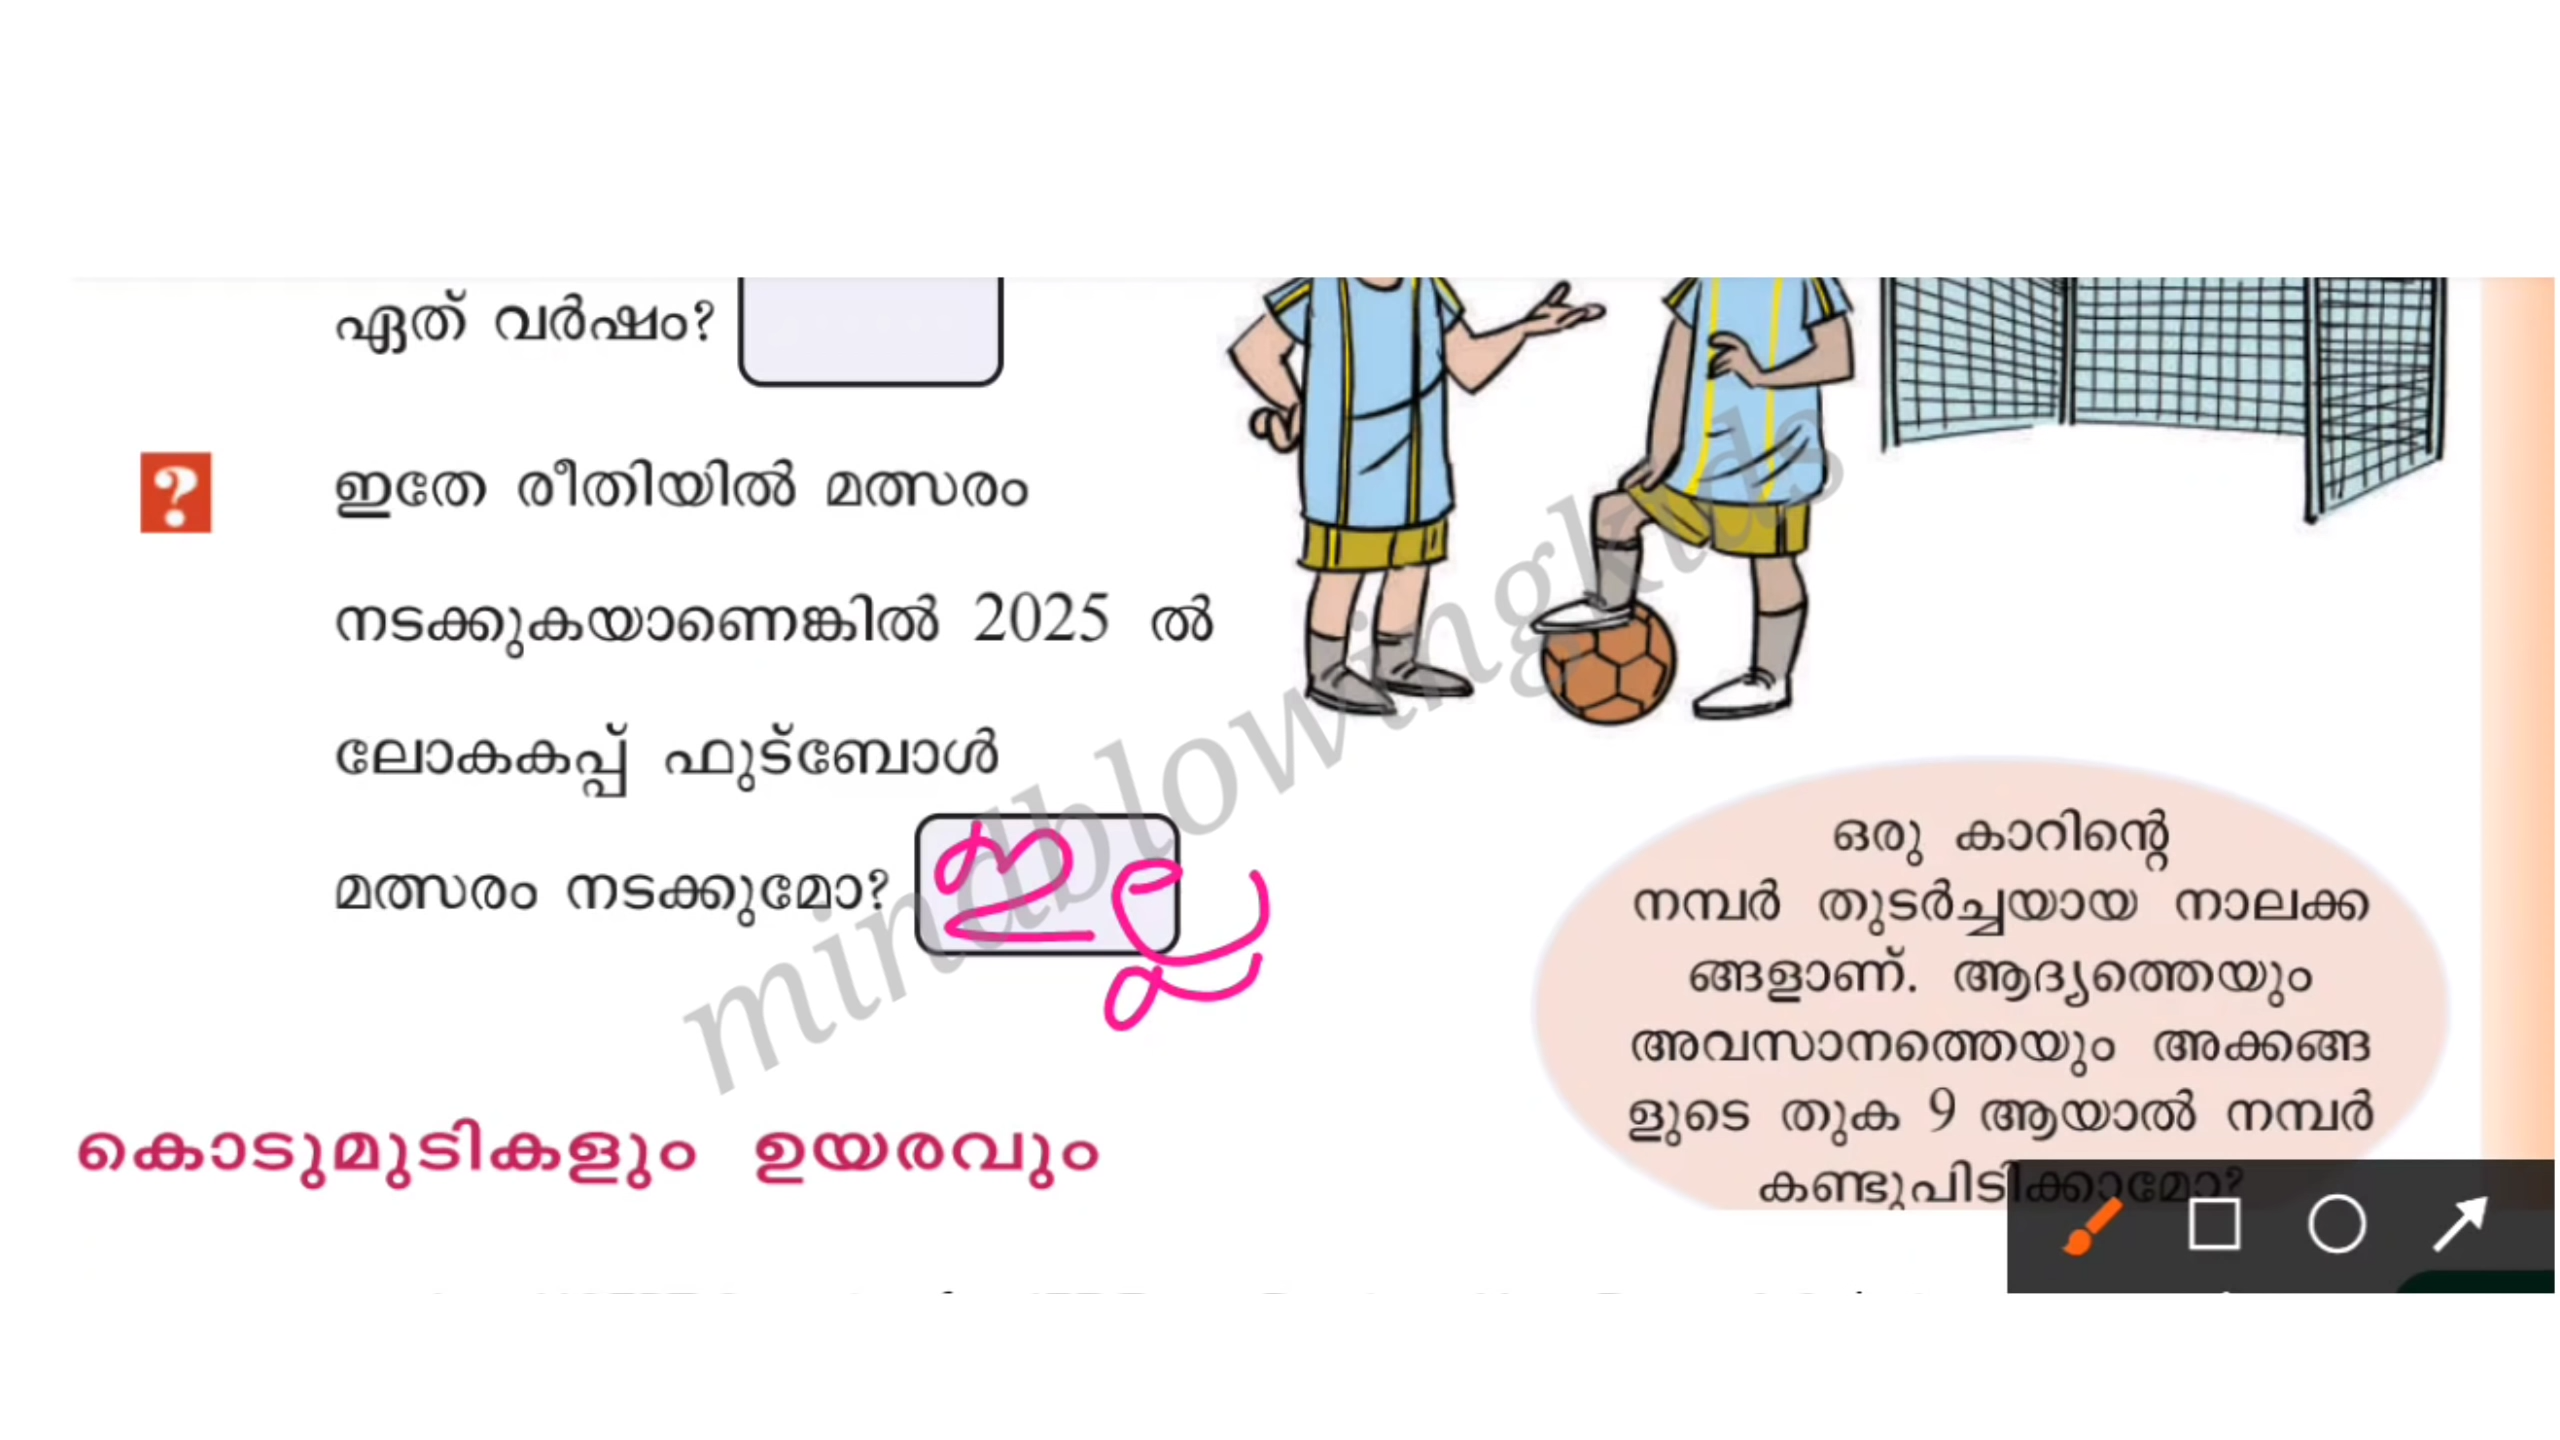 ഏത് വർഷം?
ഇതേ രീതിയിൽ മത്സരം
നടക്കുകയാണെങ്കിൽ 2025 ൽ
ലോകകപ്പ് ഫുട്ബോൾ
മത്സരം നടക്കുമോ? ഇല്ല
ഒരു കാറിന്റെ
നമ്പർ തുടർച്ചയായ നാലക്ക
ങ്ങളാണ്. ആദ്യത്തെയും
അവസാനത്തെയും അക്കങ്ങ
ളുടെ തുക 9 ആയാൽ നമ്പർ
കണ്ടുപിടിക്കാമോ?
കൊടുമുടികളും ഉയരവും
mindblowingkids